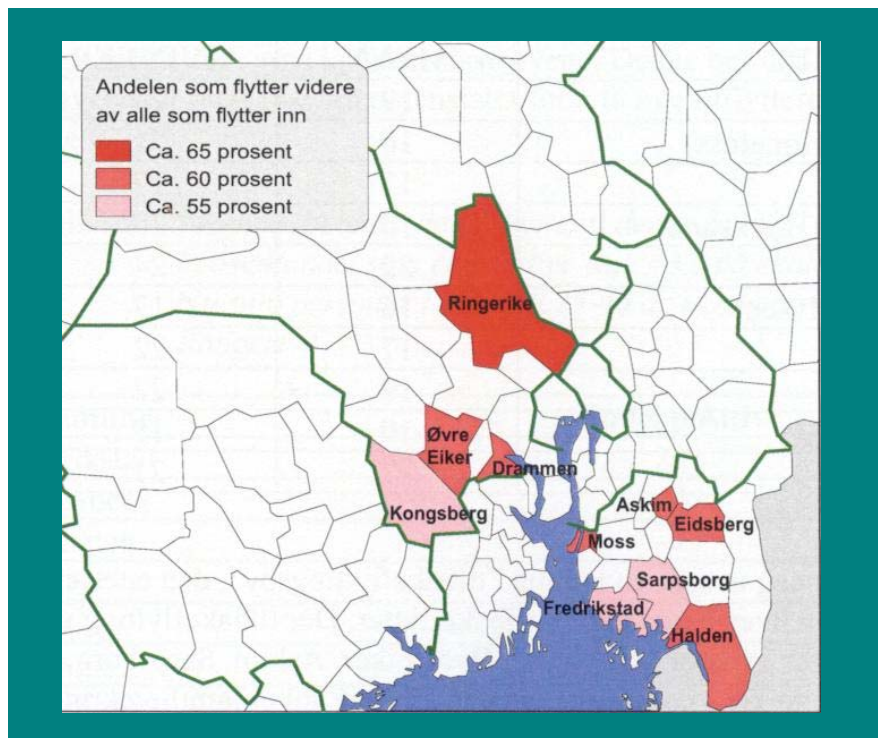 Andelen som flytter videre
av alle som flytter inn
Ca. 65 prosent
Ca. 60 prosent
Ca. 55 prosent
Ringerike
Øvre
Eiker
Drammen
Kongsberg
Askim
Eidsberg
Moss
Sarpsborg
Fredrikstad
Halden